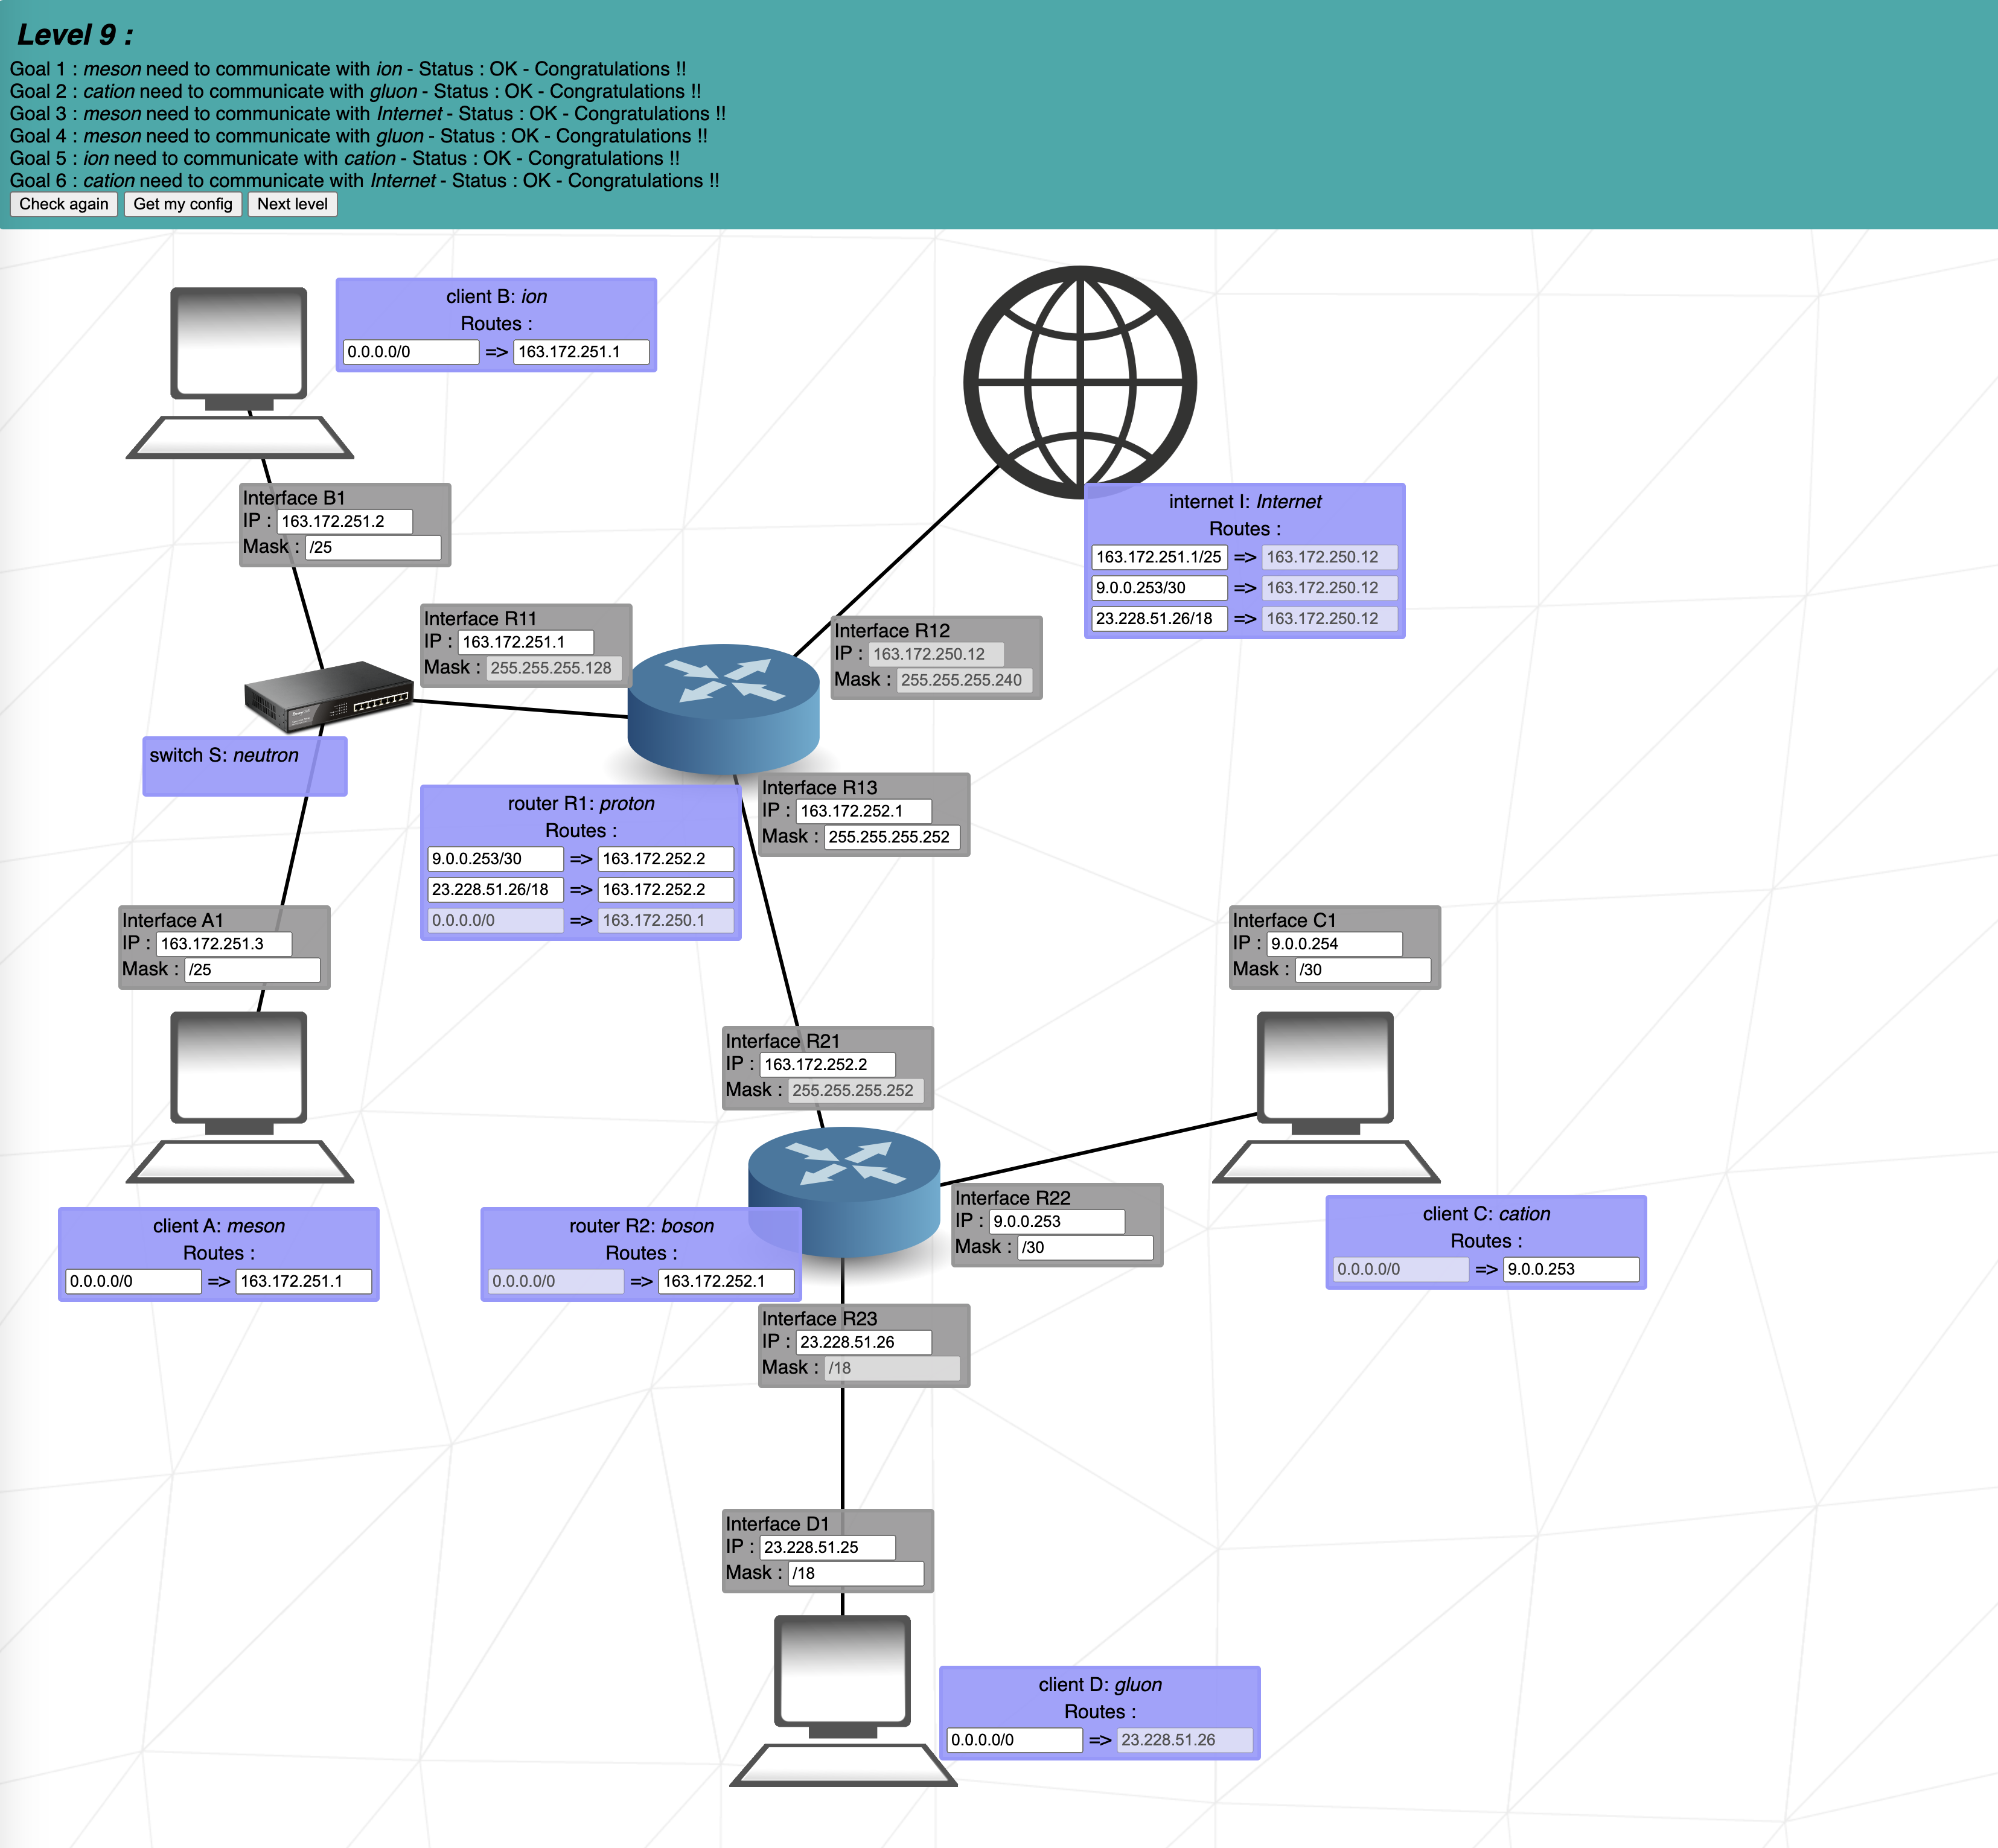 Level 9 :
Goal 1 : meson need to communicate with ion - Status : OK - Congratulations !!
Goal 2 : cation need to communicate with gluon - Status : OK - Congratulations !!
Goal 3 : meson need to communicate with Internet - Status : OK - Congratulations !!
Goal 4 : meson need to communicate with gluon - Status : OK - Congratulations !!
Goal 5 : ion need to communicate with cation - Status : OK - Congratulations !!
Goal 6 : cation need to communicate with Internet - Status : OK - Congratulations !!
Check again Get my config Next level
client B: ion
Routes :
0.0.0.0/0 => 163.172.251.1
Interface B1
IP : 163.172.251.2
Mask : /25
internet I: Internet
Routes :
163.172.251.1/25 => 163.172.250.12
9.0.0.253/30 => 163.172.250.12
23.228.51.26/18 => 163.172.250.12
Interface R11
IP : 163.172.251.1
Mask : 255.255.255.128
Interface R12
IP : 163.172.250.12
Mask : 255.255.255.240
switch S: neutron
Interface R13
IP : 163.172.252.1
Mask : 255.255.255.252
router R1: proton
Routes :
9.0.0.253/30 => 163.172.252.2
23.228.51.26/18 => 163.172.252.2
0.0.0.0/0 => 163.172.250.1
Interface A1
IP : 163.172.251.3
Mask : /25
Interface C1
IP : 9.0.0.254
Mask : /30
Interface R21
IP : 163.172.252.2
Mask : 255.255.255.252
Interface R22
IP : 9.0.0.253
Mask : /30
client A: meson
Routes :
0.0.0.0/0 => 163.172.251.1
router R2: boson
Routes :
0.0.0.0/0 => 163.172.252.1
client C: cation
Routes :
0.0.0.0/0 => 9.0.0.253
Interface R23
IP : 23.228.51.26
Mask : /18
Interface D1
IP : 23.228.51.25
Mask : /18
client D: gluon
Routes :
0.0.0.0/0 => 23.228.51.26